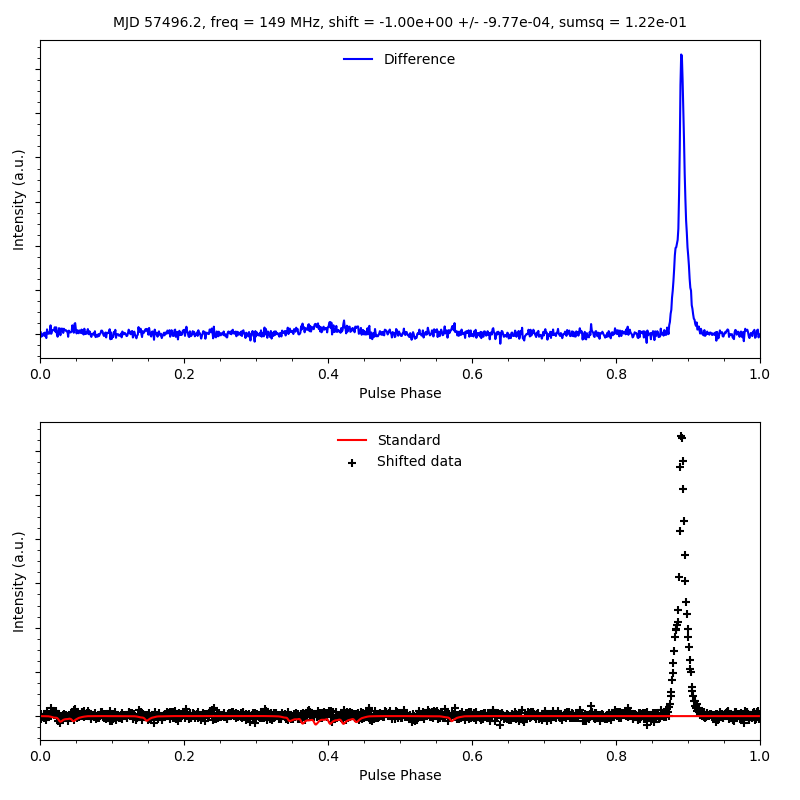 MJD 57496.2, freq = 149 MHz, shift = -1.00e+00 +/- -9.77e-04, sumsq = 1.22e-01
Difference
Intensity (a.u.)
0.0 0.2 0.4 0.6 0.8 1.0
Pulse Phase
Standard
Shifted data
Intensity (a.u.)
0.0 0.2 0.4 0.6 0.8 1.0
Pulse Phase